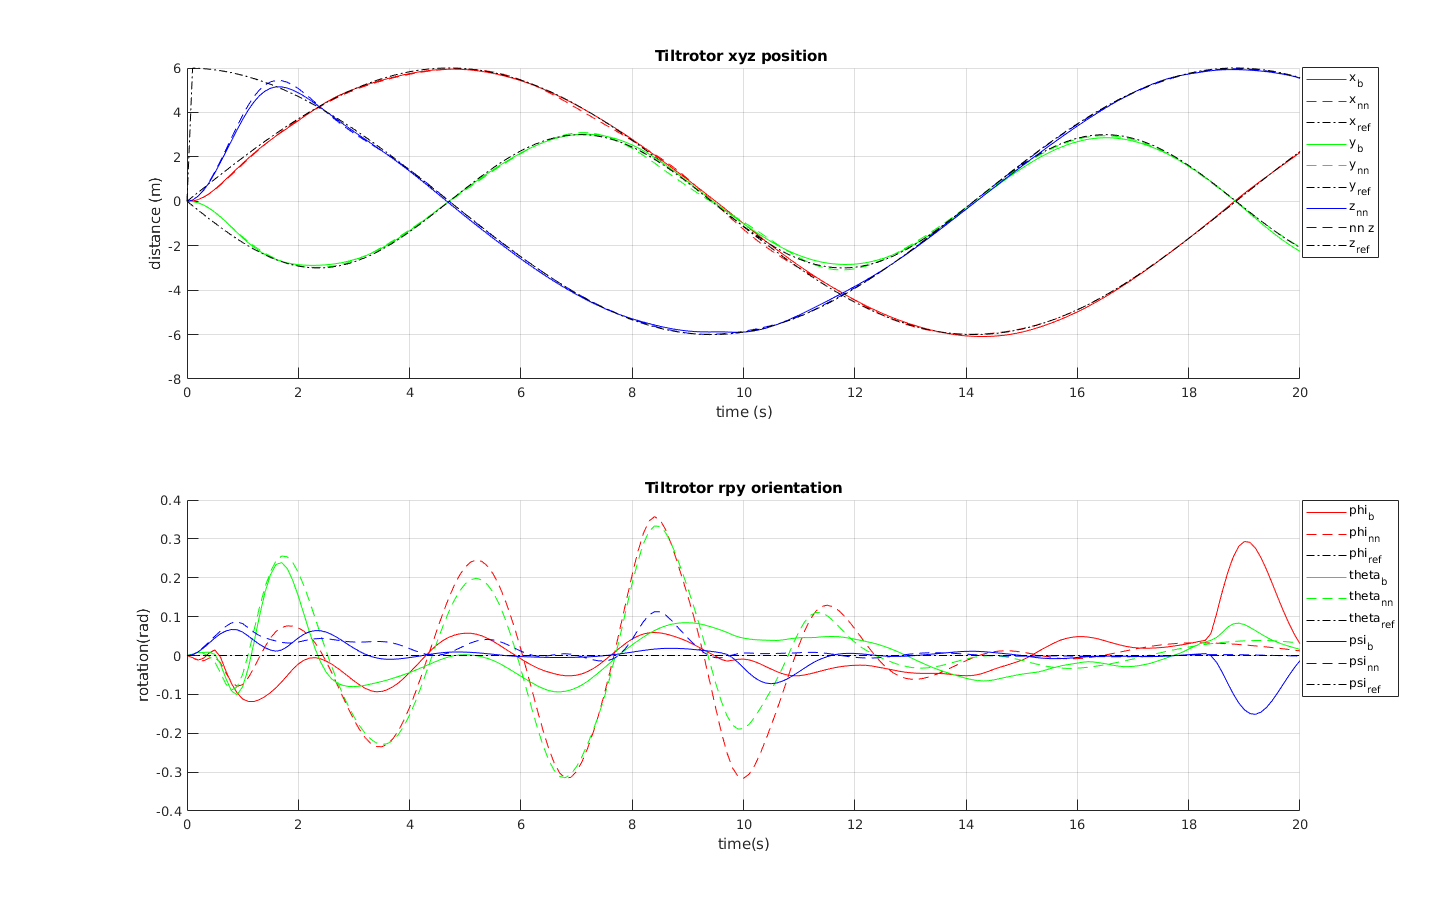 Tiltrotor xyz position
6
4
2
0
-2
-4
-6
-8
distance (m)
0 2 4 6 8 10 12 14 16 18 20
time (s)
x_b
x_nn
x_ref
y_b
y_nn
y_ref
z_nn
nn z
z_ref
Tiltrotor rpy orientation
0.4
0.3
0.2
0.1
0
-0.1
-0.2
-0.3
-0.4
rotation(rad)
0 2 4 6 8 10 12 14 16 18 20
time(s)
phi_b
phi_nn
phi_ref
theta_b
theta_nn
theta_ref
psi_b
psi_nn
psi_ref